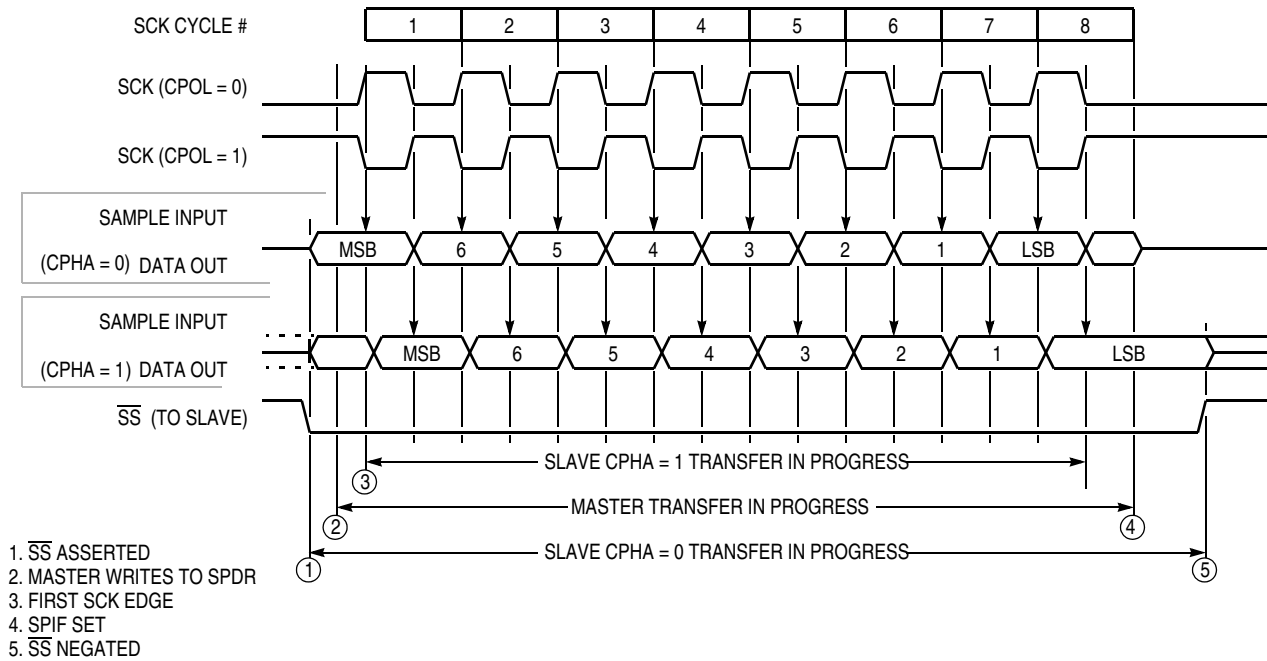 SCK CYCLE # 1 2 3 4 5 6 7 8
SCK (CPOL = 0)
SCK (CPOL = 1)
SAMPLE INPUT
MSB 6 5 4 3 2 1 LSB
(CPHA = 0) DATA OUT
SAMPLE INPUT
MSB 6 5 4 3 2 1 LSB
(CPHA = 1) DATA OUT
SS (TO SLAVE)
SLAVE CPHA = 1 TRANSFER IN PROGRESS
3
MASTER TRANSFER IN PROGRESS
2 4
SLAVE CPHA = 0 TRANSFER IN PROGRESS
1 5
1. SS ASSERTED
2. MASTER WRITES TO SPDR
3. FIRST SCK EDGE
4. SPIF SET
5. SS NEGATED